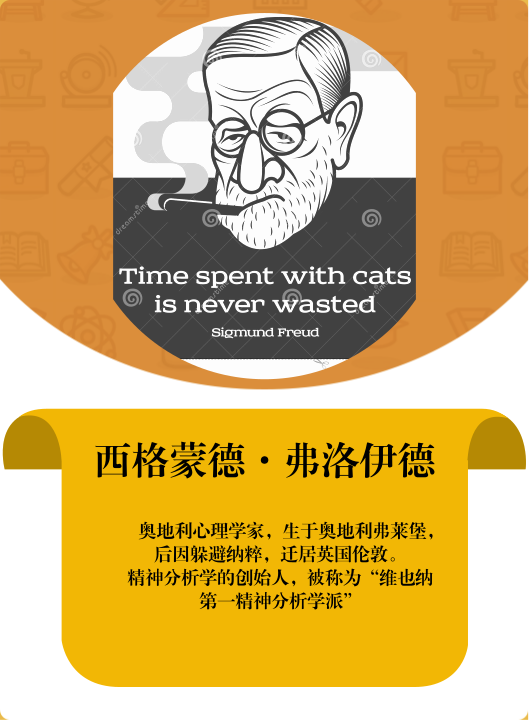 Time spent with cats
is never wasted
Sigmund Freud
西格蒙德·弗洛伊德
奥地利心理学家，生于奥地利弗莱堡，
后因躲避纳粹，迁居英国伦敦。
精神分析学的创始人，被称为“维也纳
第一精神分析学派”